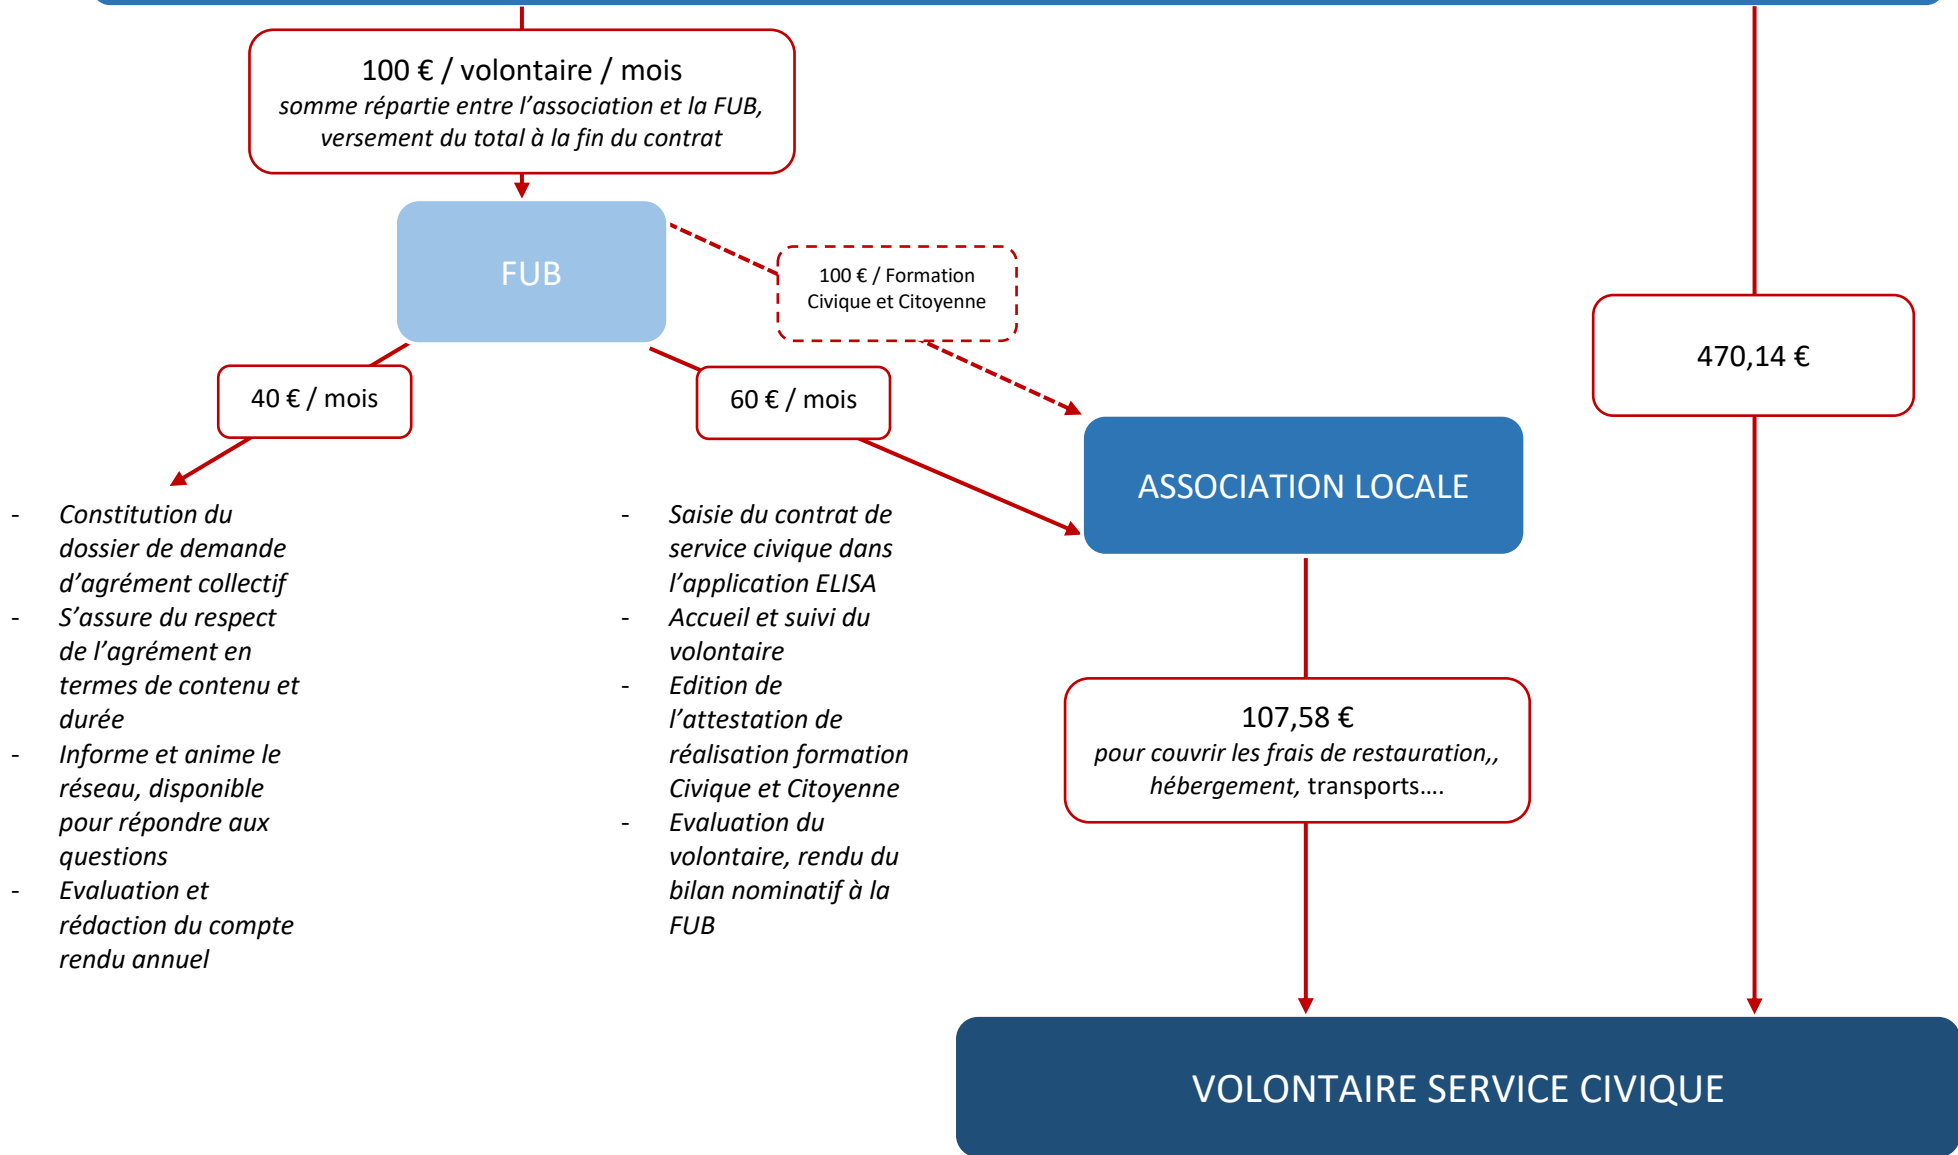 100 € / volontaire / mois
somme répartie entre l’association et la FUB,
versement du total à la fin du contrat
FUB
100 € / Formation
Civique et Citoyenne
470,14 €
40 € / mois
60 € / mois
ASSOCIATION LOCALE
- Constitution du
dossier de demande
d’agrément collectif
- S’assure du respect
de l’agrément en
termes de contenu et
durée
- Informe et anime le
réseau, disponible
pour répondre aux
questions
- Evaluation et
rédaction du compte
rendu annuel
- Saisie du contrat de
service civique dans
l’application ELISA
- Accueil et suivi du
volontaire
- Edition de
l’attestation de
réalisation formation
Civique et Citoyenne
- Evaluation du
volontaire, rendu du
bilan nominatif à la
FUB
107,58 €
pour couvrir les frais de restauration,,
hébergement, transports….
VOLONTAIRE SERVICE CIVIQUE